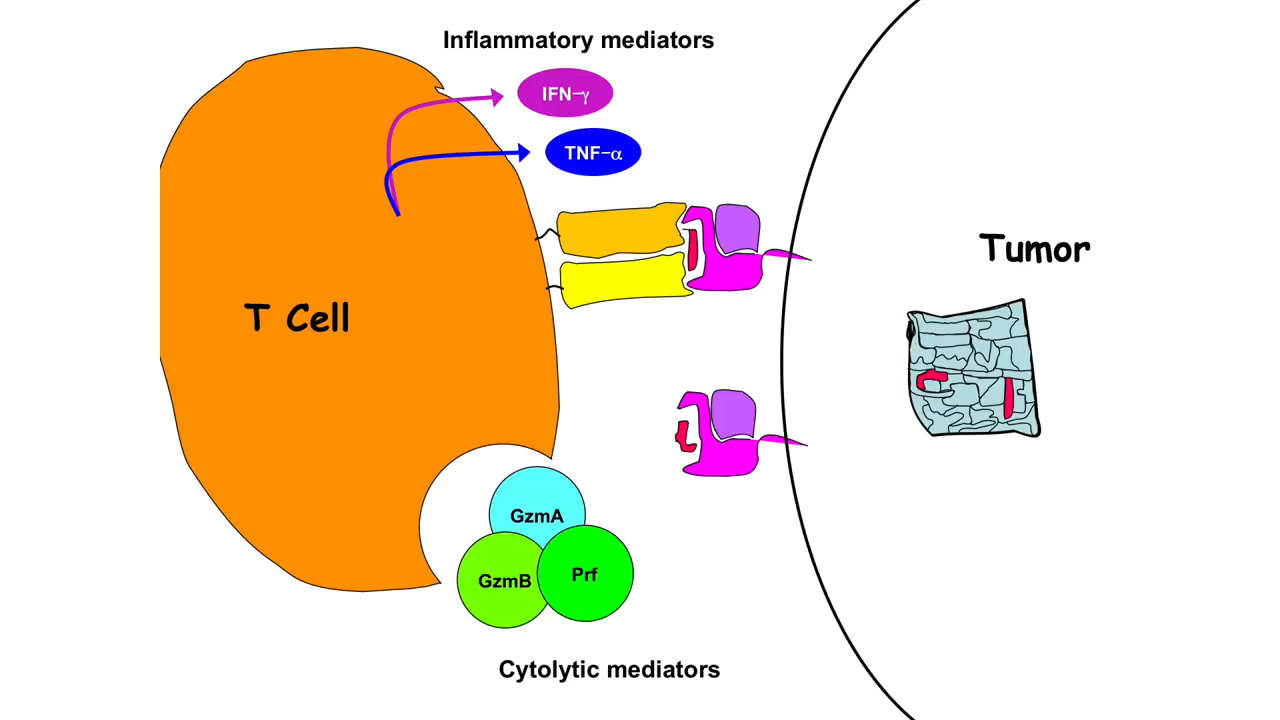 Inflammatory mediators
IFN-γ
TNF-α
Tumor
T Cell
GzmA
GzmB
Prf
Cytolytic mediators